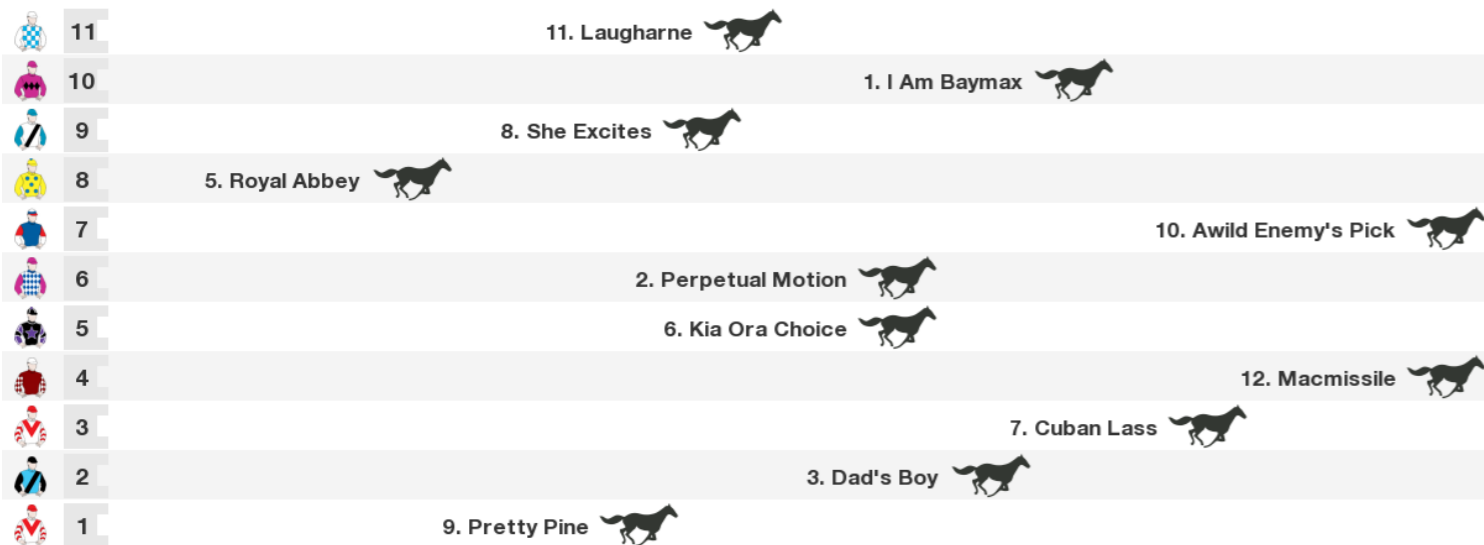 11 11. Laugharne
10 1. I Am Baymax
9 8. She Excites
8 5. Royal Abbey
7 10. Awild Enemy's Pick
6 2. Perpetual Motion
5 6. Kia Ora Choice
4 12. Macmissile
3 7. Cuban Lass
2 3. Dad's Boy
1 9. Pretty Pine